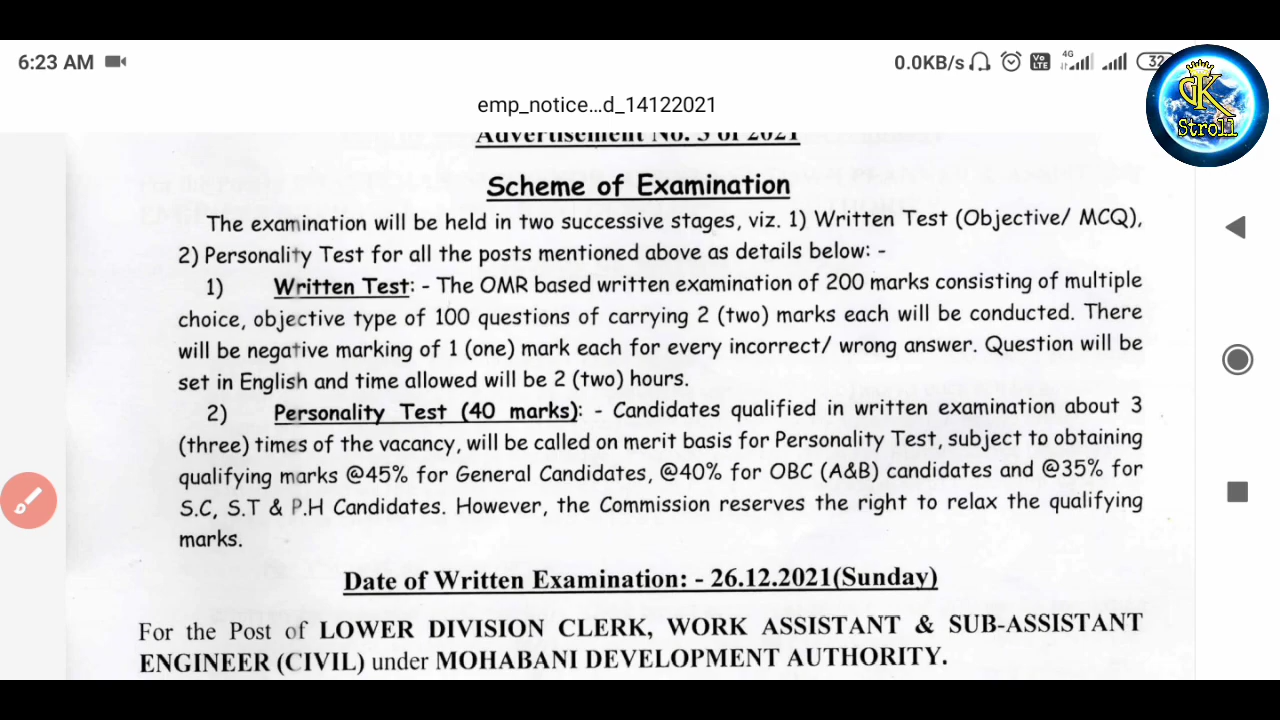 6:23 AM
0.0KB/s
Vo LTE
4G
32
GK
Stroll
emp_notice...d_14122021
Advertisement No. 3 of 2021
Scheme of Examination
The examination will be held in two successive stages, viz. 1) Written Test (Objective/ MCQ),
2) Personality Test for all the posts mentioned above as details below: -
1) Written Test: - The OMR based written examination of 200 marks consisting of multiple
choice, objective type of 100 questions of carrying 2 (two) marks each will be conducted. There
will be negative marking of 1 (one) mark each for every incorrect/ wrong answer. Question will be
set in English and time allowed will be 2 (two) hours.
2) Personality Test (40 marks): - Candidates qualified in written examination about 3
(three) times of the vacancy, will be called on merit basis for Personality Test, subject to obtaining
qualifying marks @45% for General Candidates, @40% for OBC (A&B) candidates and @35% for
S.C, S.T & P.H Candidates. However, the Commission reserves the right to relax the qualifying
marks.
Date of Written Examination: - 26.12.2021(Sunday)
For the Post of LOWER DIVISION CLERK, WORK ASSISTANT & SUB-ASSISTANT
ENGINEER (CIVIL) under MOHABANI DEVELOPMENT AUTHORITY.